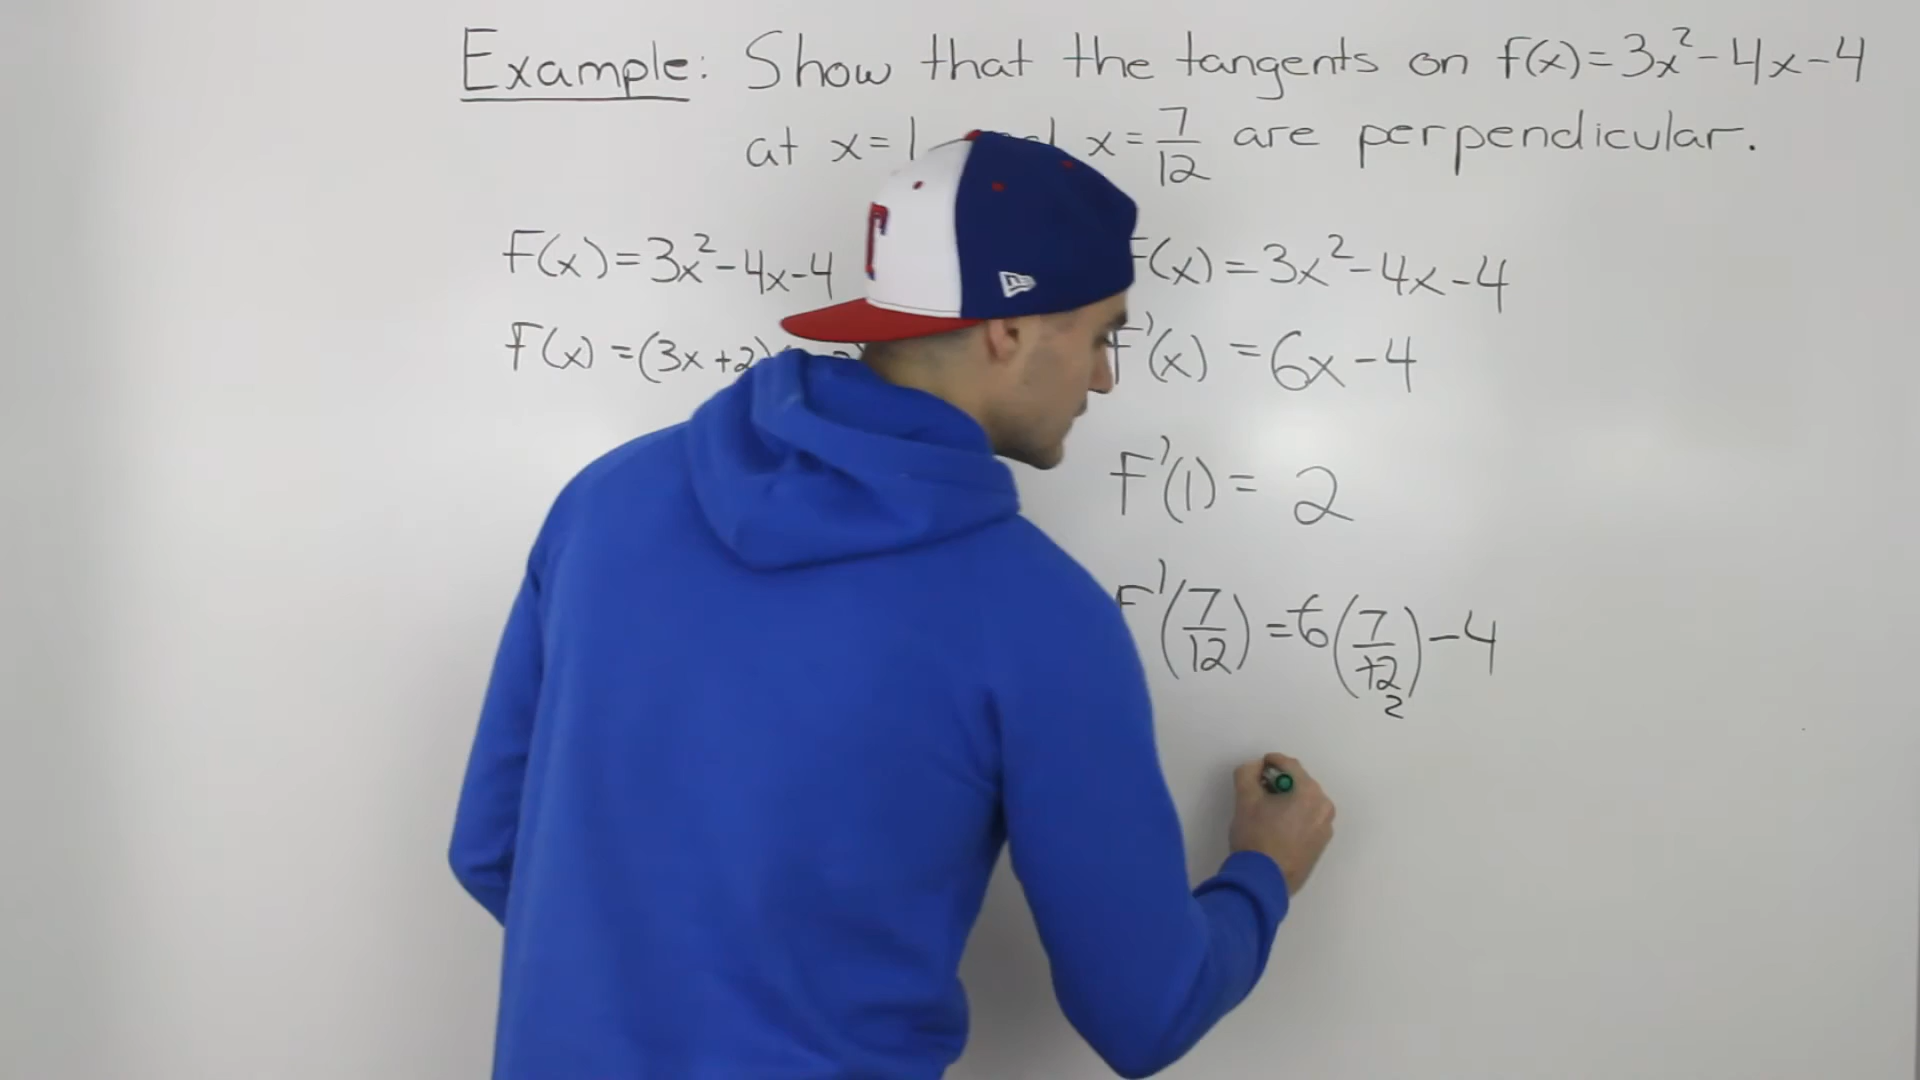 Example: Show that the tangents on f(x)=3x²-4x-4
at x=1 x=7/12 are perpendicular.
F(x)=3x²-4x-4
F(x)=(3x+2)
F(x)=3x²-4x-4
F'(x)=6x-4
F'(1)=2
F'(7/12)=6(7/12)-4
2